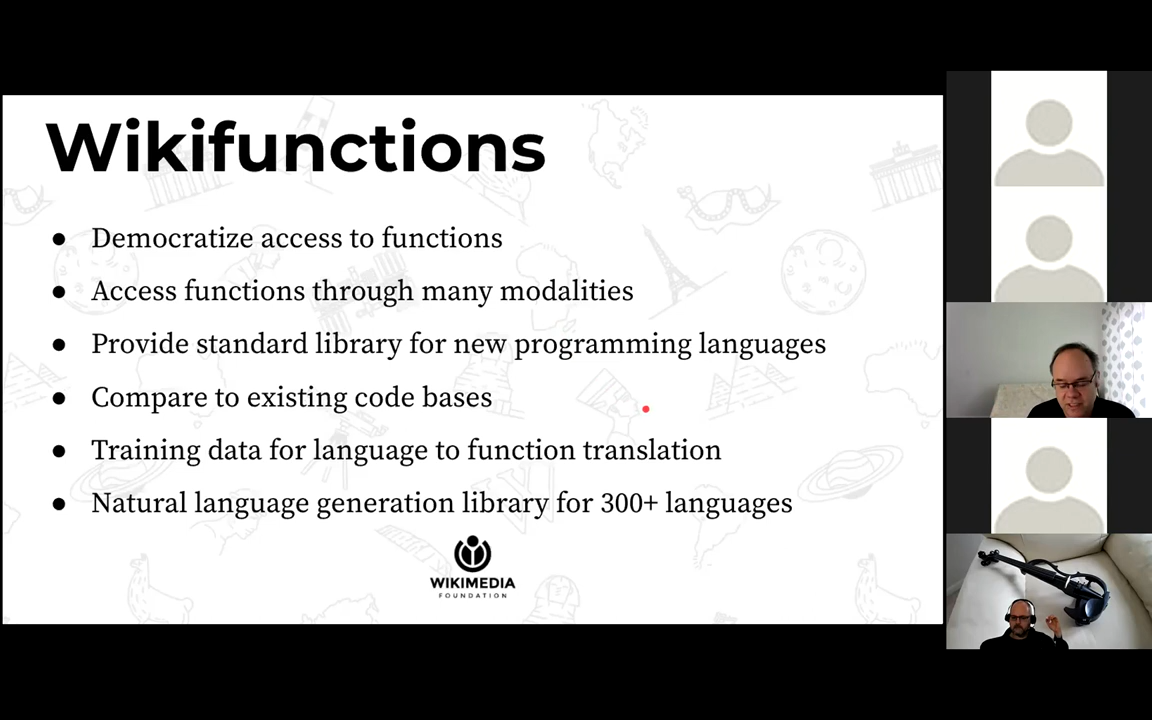 Wikifunctions
● Democratize access to functions
● Access functions through many modalities
● Provide standard library for new programming languages
● Compare to existing code bases
● Training data for language to function translation
● Natural language generation library for 300+ languages
WIKIMEDIA
FOUNDATION